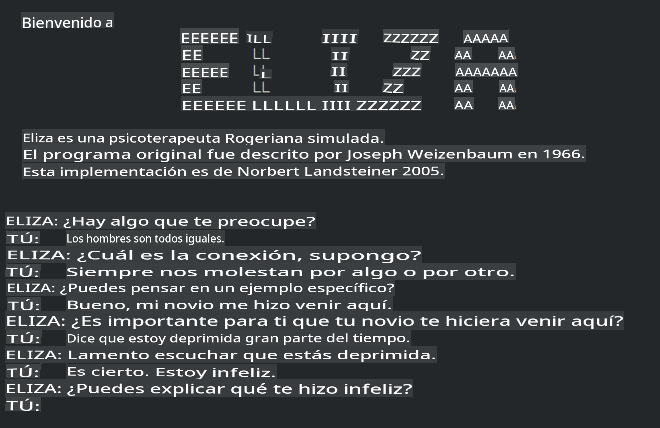 Bienvenido a
EEEEEE LLL IIII ZZZZZZ AAAAA
EE LL II ZZ AA AA
EEEEE LL II ZZZ AAAAAAA
EE LL II ZZ AA AA
EEEEEE LLLLLL IIII ZZZZZZ AA AA
Eliza es una psicoterapeuta Rogeriana simulada.
El programa original fue descrito por Joseph Weizenbaum en 1966.
Esta implementación es de Norbert Landsteiner 2005.
ELIZA: ¿Hay algo que te preocupe?
TÚ: Los hombres son todos iguales.
ELIZA: ¿Cuál es la conexión, supongo?
TÚ: Siempre nos molestan por algo o por otro.
ELIZA: ¿Puedes pensar en un ejemplo específico?
TÚ: Bueno, mi novio me hizo venir aquí.
ELIZA: ¿Es importante para ti que tu novio te hiciera venir aquí?
TÚ: Dice que estoy deprimida gran parte del tiempo.
ELIZA: Lamento escuchar que estás deprimida.
TÚ: Es cierto. Estoy infeliz.
ELIZA: ¿Puedes explicar qué te hizo infeliz?
TÚ: